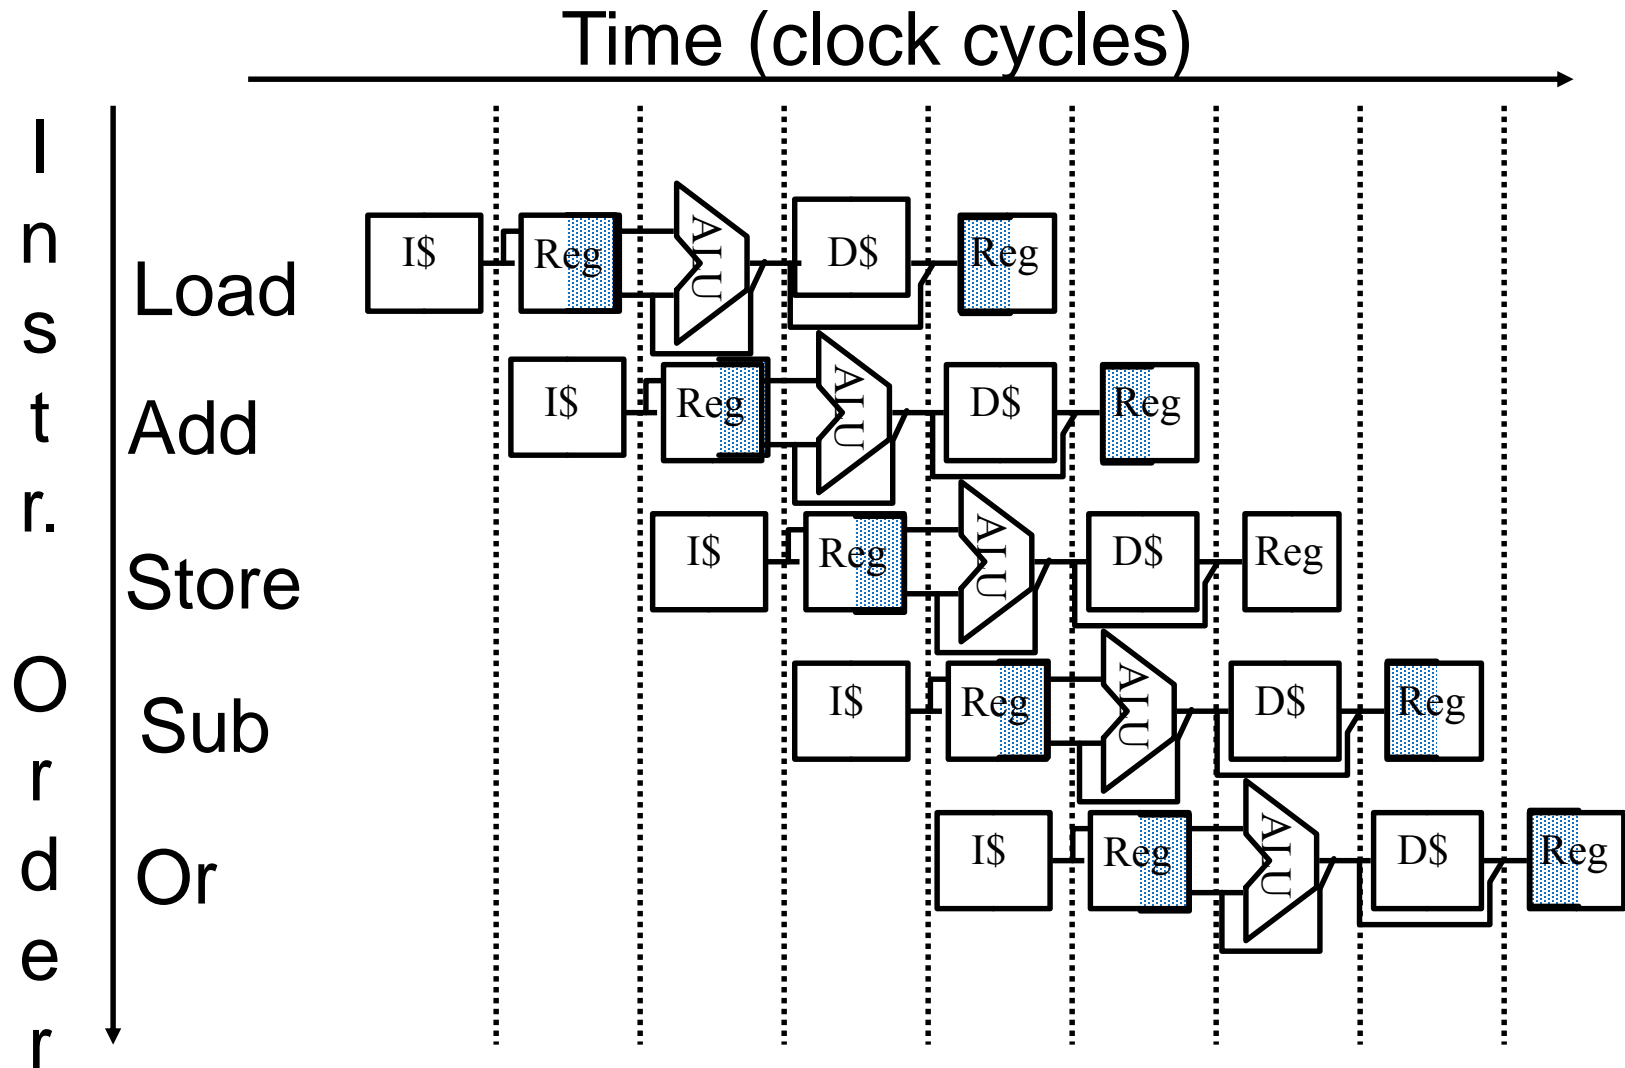 Time (clock cycles)
I
n
s
t
r.
O
r
d
e
r
Load
I$
Reg
ALU
D$
Reg
Add
I$
Reg
ALU
D$
Reg
Store
I$
Reg
ALU
D$
Reg
Sub
I$
Reg
ALU
D$
Reg
Or
I$
Reg
ALU
D$
Reg